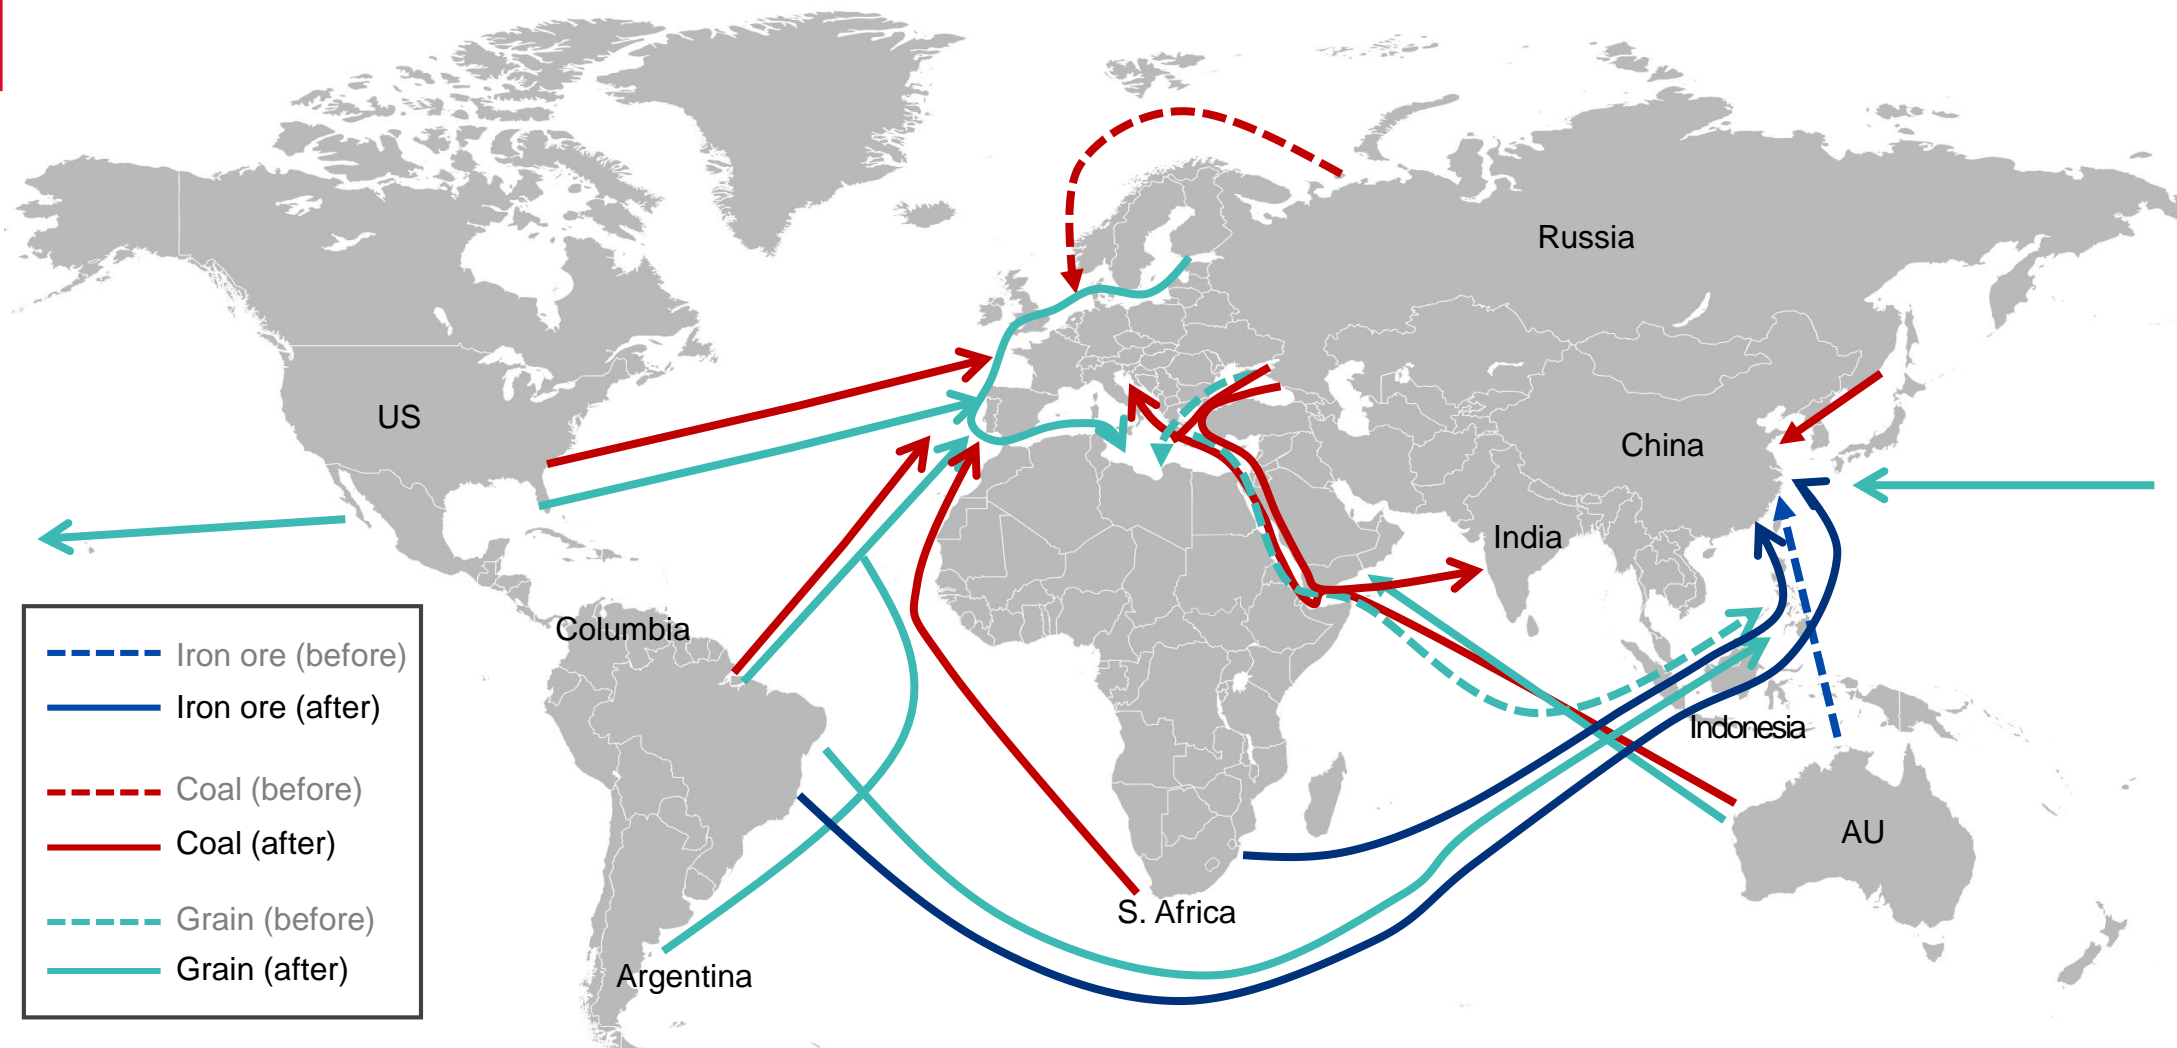 Russia
US
China
India
Columbia
Indonesia
AU
S. Africa
Argentina
Iron ore (before)
Iron ore (after)
Coal (before)
Coal (after)
Grain (before)
Grain (after)